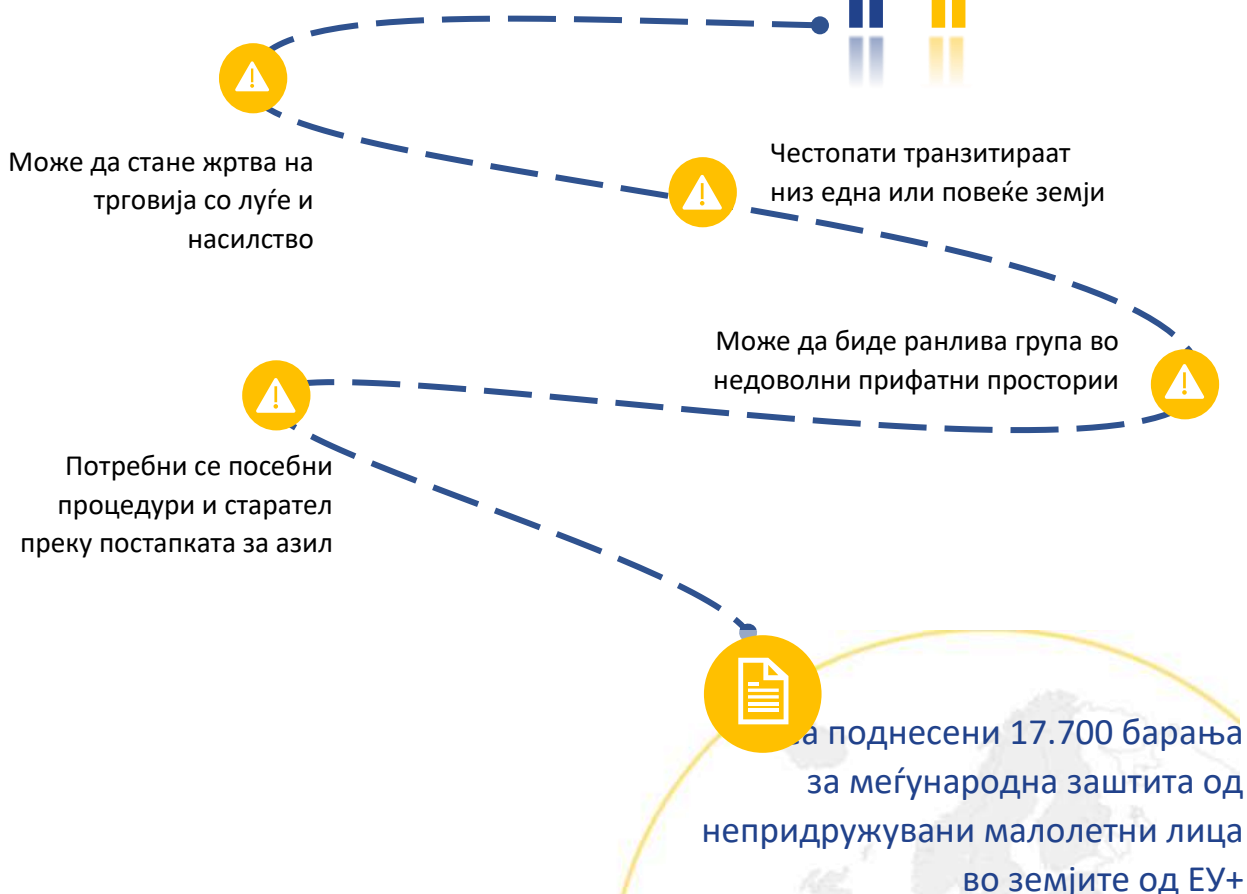 Може да стане жртва на
трговија со луѓе и
насилство
Честопати транзитираат
низ една или повеќе земји
Може да биде ранлива група во
недоволни прифатни простории
Потребни се посебни
процедури и старател
преку постапката за азил
поднесени 17.700 барања
за меѓународна заштита од
непридружувани малолетни лица
во земјите од ЕУ+